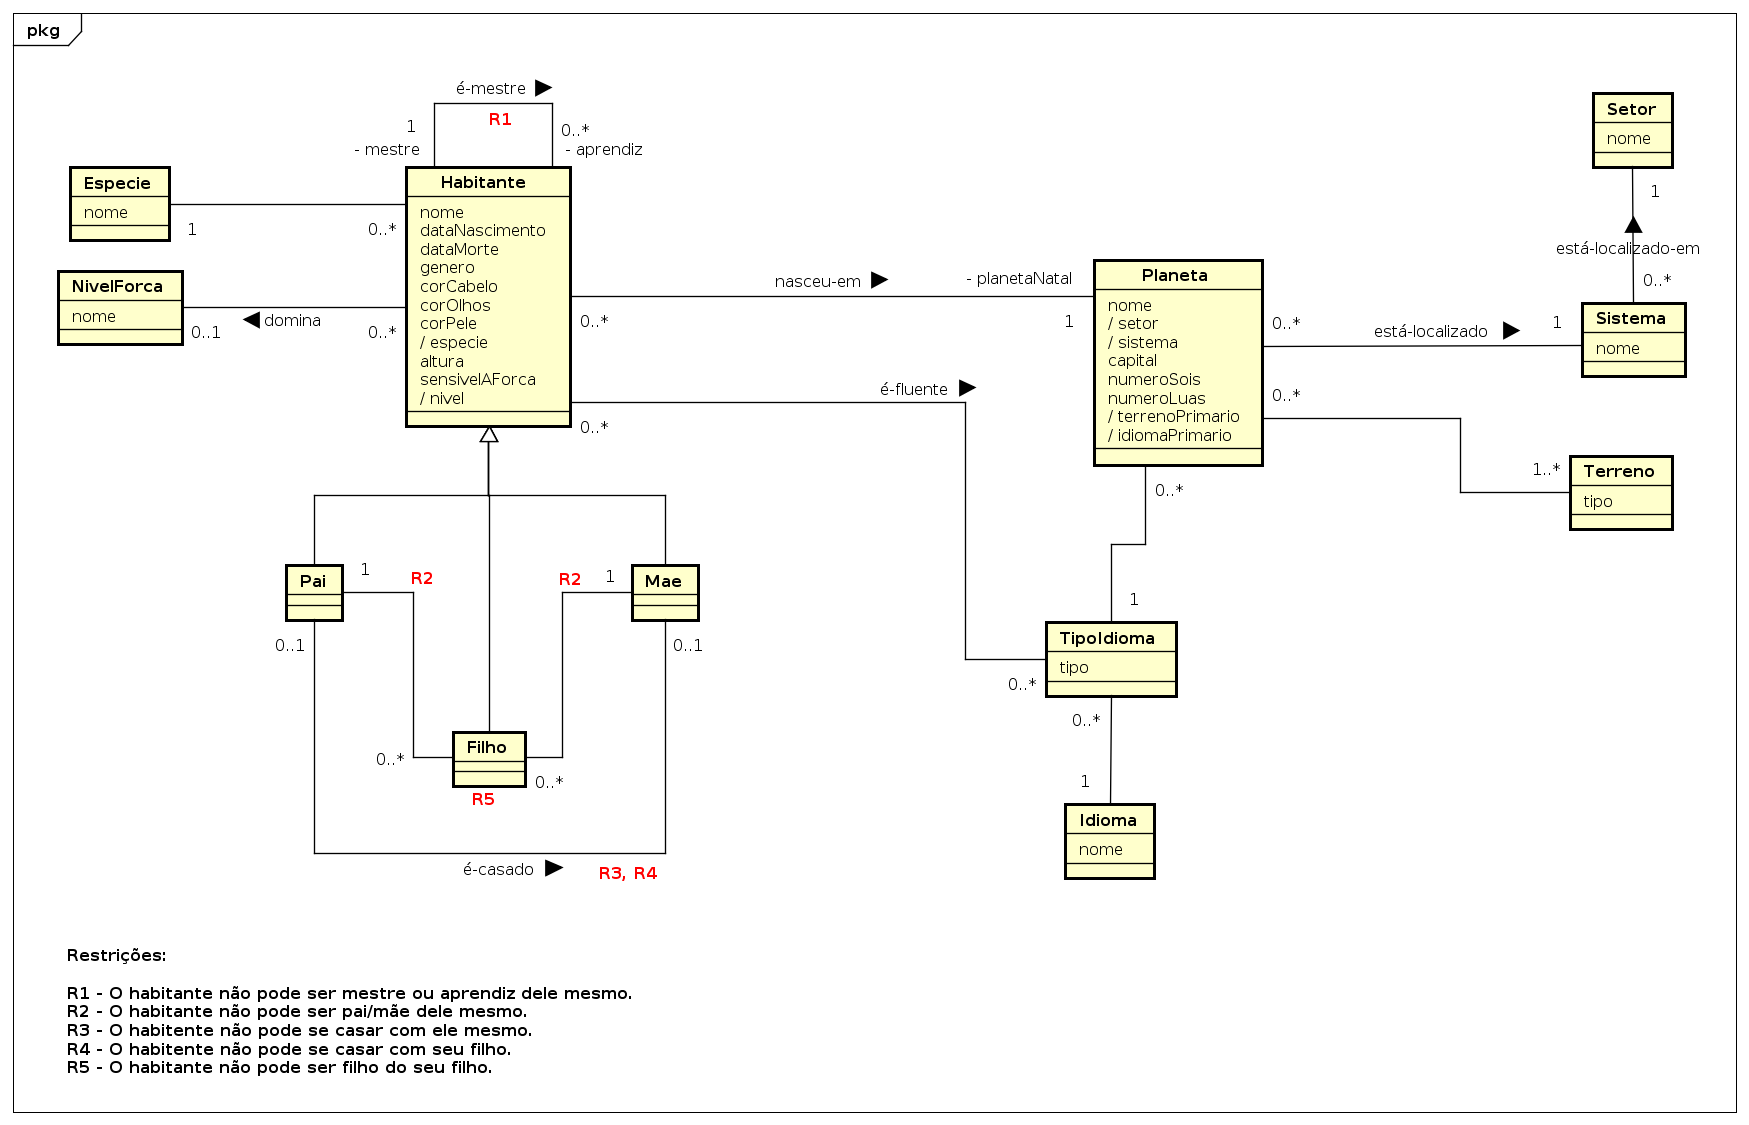 pkg
é-mestre
R1
1
0..*
- mestre
- aprendiz
Setor
nome
1
está-localizado-em
0..*
Especie
nome
1
0..*
NivelForca
nome
0..1
domina
0..*
Habitante
nome
dataNascimento
dataMorte
genero
corCabelo
corOlhos
corPele
/ especie
altura
sensivelAForca
/ nivel
nasceu-em
- planetaNatal
0..*
1
é-fluente
0..*
Planeta
nome
/ setor
/ sistema
capital
numeroSois
numeroLuas
/ terrenoPrimario
/ idiomaPrimario
0..*
está-localizado
1
Sistema
nome
0..*
1..*
Terreno
tipo
0..*
1
Pai
1
R2
R2
1
Mae
0..1
0..1
TipoIdioma
tipo
0..*
0..*
1
Filho
0..*
0..*
R5
é-casado
R3, R4
Idioma
nome
Restrições:
R1 - O habitante não pode ser mestre ou aprendiz dele mesmo.
R2 - O habitante não pode ser pai/mãe dele mesmo.
R3 - O habitente não pode se casar com ele mesmo.
R4 - O habitente não pode se casar com seu filho.
R5 - O habitante não pode ser filho do seu filho.